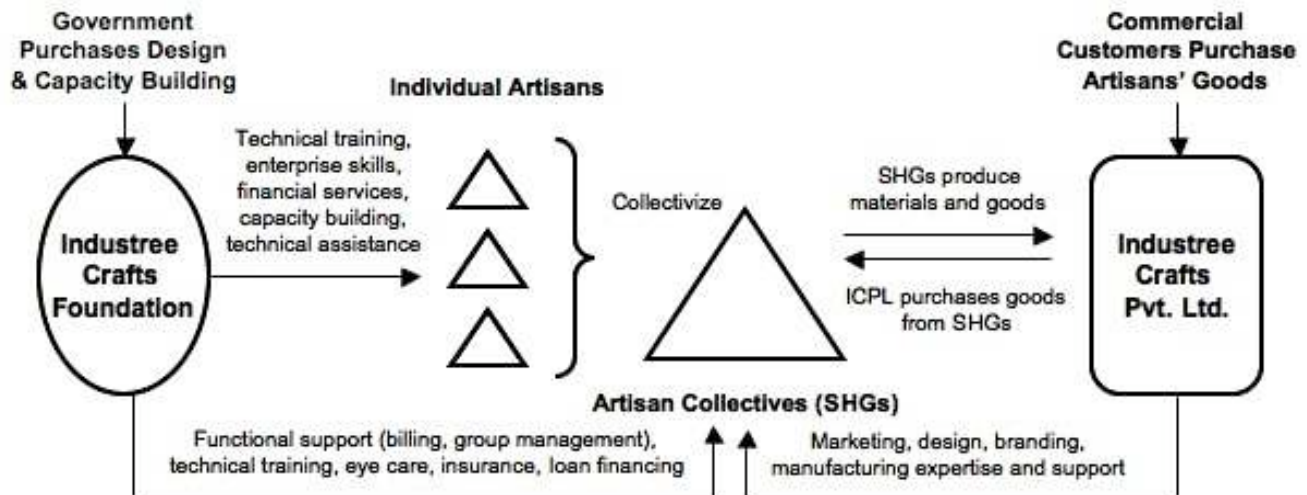 Government
Purchases Design
& Capacity Building
Commercial
Customers Purchase
Artisans' Goods
Individual Artisans
Technical training,
enterprise skills,
financial services,
capacity building,
technical assistance
Collectivize
SHGs produce
materials and goods
Industree
Crafts
Foundation
Industree
Crafts
Pvt. Ltd.
ICPL purchases goods
from SHGs
Artisan Collectives (SHGs)
Functional support (billing, group management),
technical training, eye care, insurance, loan financing
Marketing, design, branding,
manufacturing expertise and support